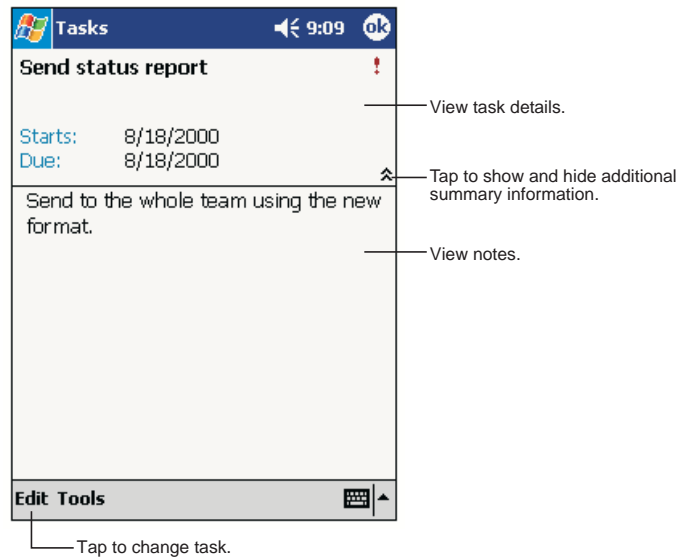 Tasks 9:09 ok
Send status report !
View task details.
Starts: 8/18/2000
Due: 8/18/2000
Tap to show and hide additional
summary information.
Send to the whole team using the new
format.
View notes.
Edit Tools
Tap to change task.